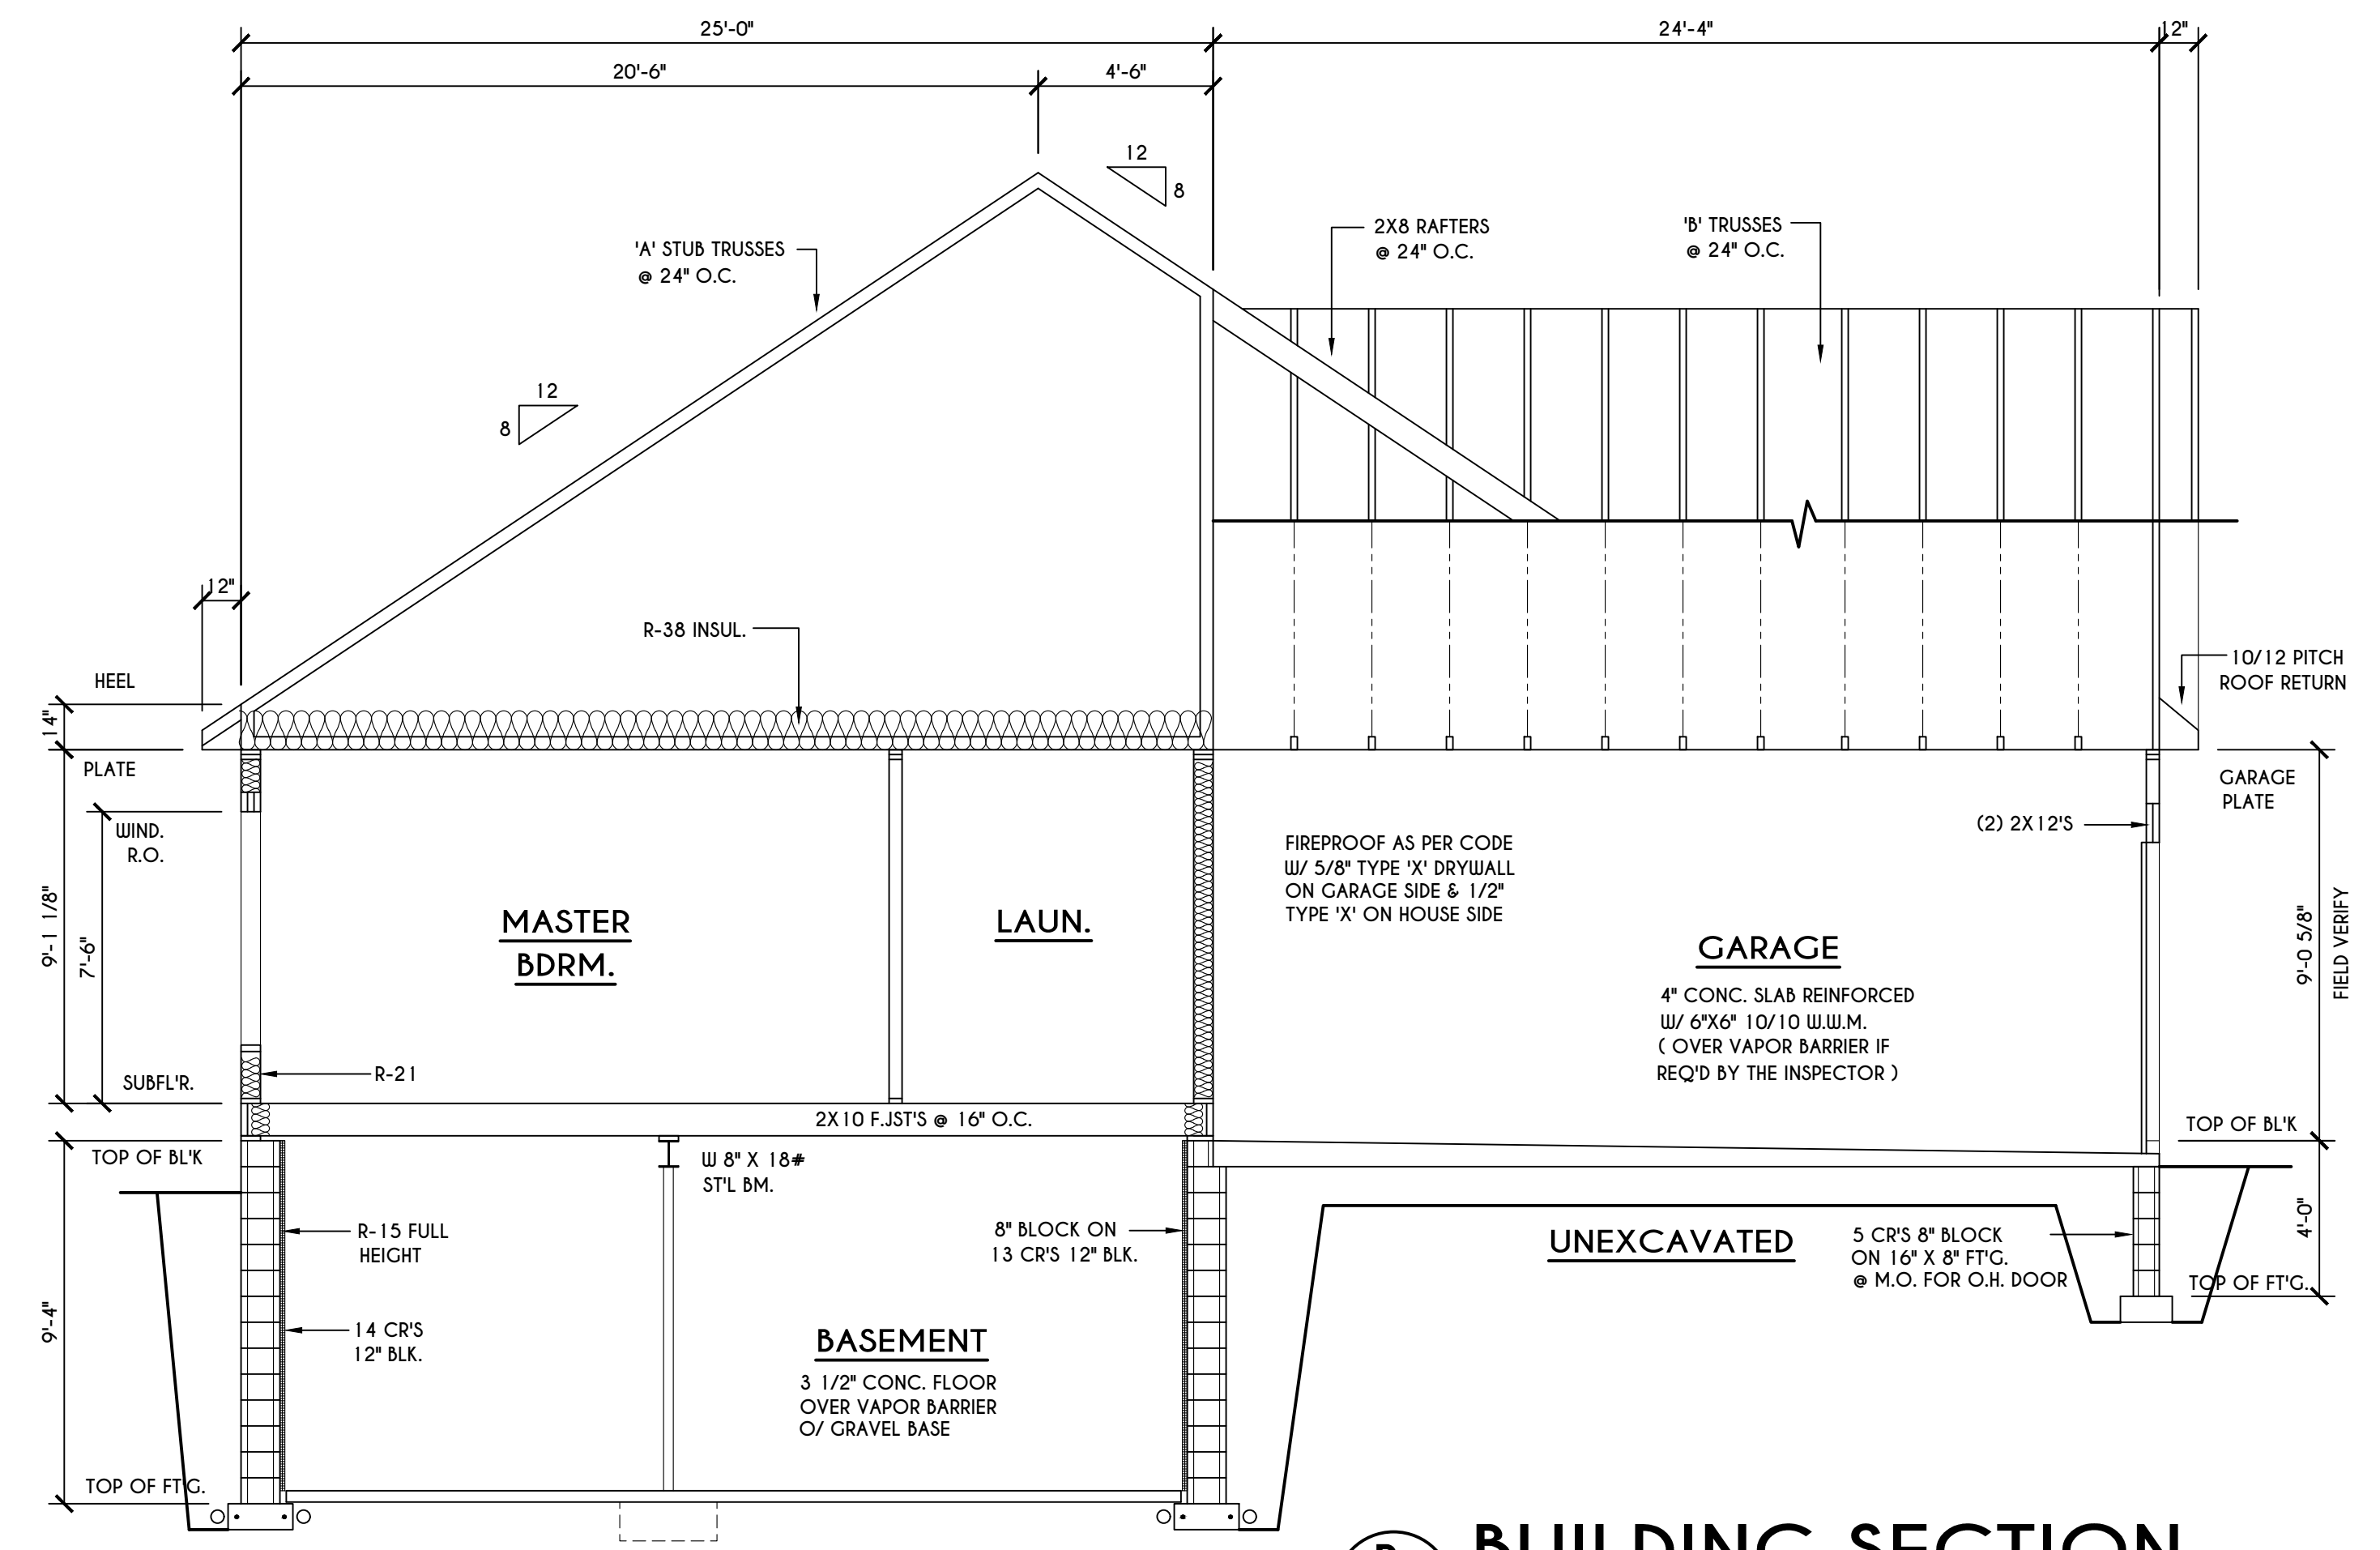 25'-0"
24'-4"
12"
20'-6"
4'-6"
12
8
'A' STUB TRUSSES
@ 24" O.C.
2X8 RAFTERS
@ 24" O.C.
'B' TRUSSES
@ 24" O.C.
12
8
12"
R-38 INSUL.
HEEL
14"
10/12 PITCH
ROOF RETURN
PLATE
WIND.
R.O.
GARAGE
PLATE
(2) 2X12'S
FIREPROOF AS PER CODE
W/ 5/8" TYPE 'X' DRYWALL
ON GARAGE SIDE & 1/2"
TYPE 'X' ON HOUSE SIDE
9'-1 1/8"
7'-6"
MASTER
BDRM.
LAUN.
GARAGE
4" CONC. SLAB REINFORCED
W/ 6"X6" 10/10 W.W.M.
( OVER VAPOR BARRIER IF
REQ'D BY THE INSPECTOR )
9'-0 5/8"
FIELD VERIFY
SUBFL'R.
R-21
2X10 F.JST'S @ 16" O.C.
TOP OF BL'K
TOP OF BL'K
W 8" X 18#
ST'L BM.
R-15 FULL
HEIGHT
8" BLOCK ON
13 CR'S 12" BLK.
UNEXCAVATED
5 CR'S 8" BLOCK
ON 16" X 8" FT'G.
@ M.O. FOR O.H. DOOR
4'-0"
TOP OF FT'G.
9'-4"
14 CR'S
12" BLK.
BASEMENT
3 1/2" CONC. FLOOR
OVER VAPOR BARRIER
O/ GRAVEL BASE
TOP OF FT'G.
BUILDING SECTION